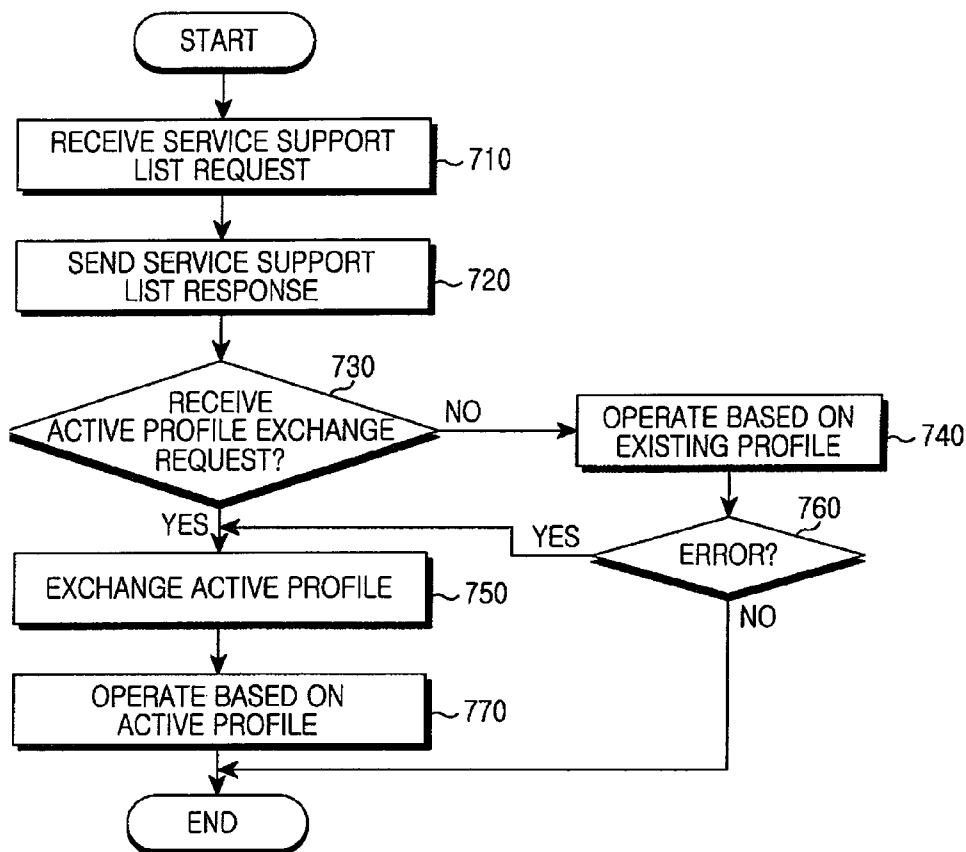 START
RECEIVE SERVICE SUPPORT
LIST REQUEST
710
SEND SERVICE SUPPORT
LIST RESPONSE
720
730
RECEIVE
ACTIVE PROFILE EXCHANGE
REQUEST?
NO
OPERATE BASED ON
EXISTING PROFILE
740
YES
YES
760
ERROR?
NO
EXCHANGE ACTIVE PROFILE
750
OPERATE BASED ON
ACTIVE PROFILE
770
END